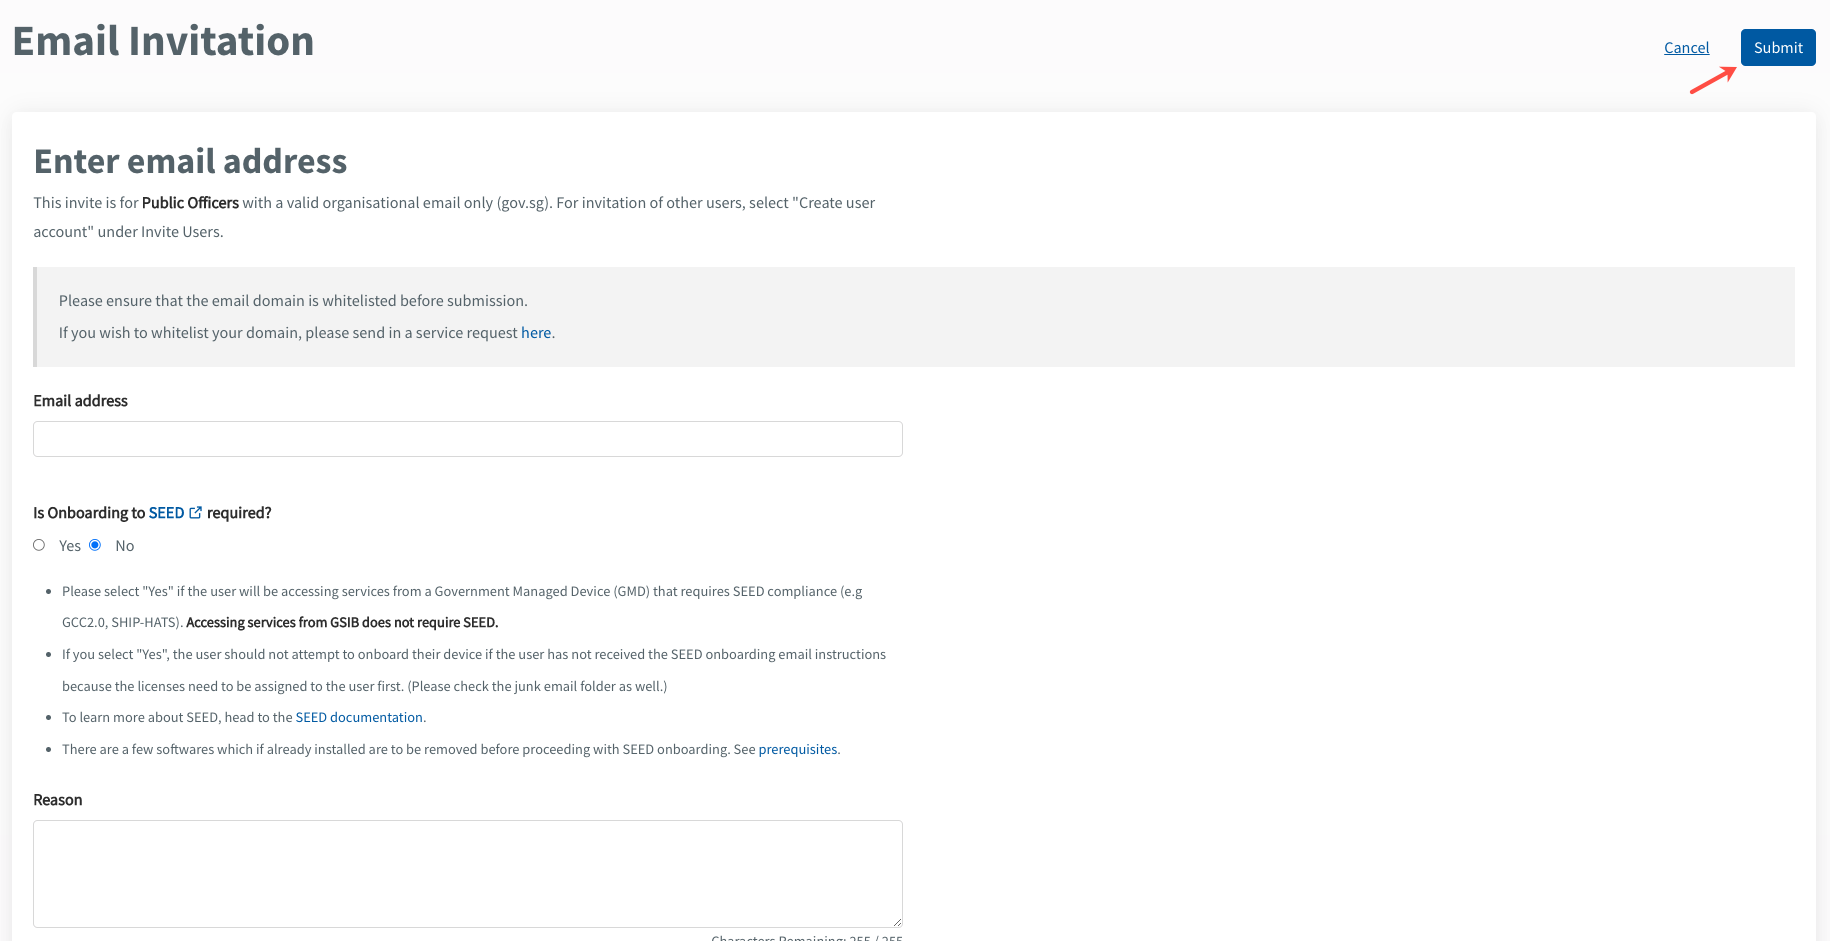 Email Invitation
Cancel
Submit
Enter email address
This invite is for Public Officers with a valid organisational email only (gov.sg). For invitation of other users, select "Create user
account" under Invite Users.
Please ensure that the email domain is whitelisted before submission.
If you wish to whitelist your domain, please send in a service request here.
Email address
Is Onboarding to SEED required?
Yes No
Please select "Yes" if the user will be accessing services from a Government Managed Device (GMD) that requires SEED compliance (e.g
GCC2.0, SHIP-HATS). Accessing services from GSIB does not require SEED.
If you select "Yes", the user should not attempt to onboard their device if the user has not received the SEED onboarding email instructions
because the licenses need to be assigned to the user first. (Please check the junk email folder as well.)
To learn more about SEED, head to the SEED documentation.
There are a few softwares which if already installed are to be removed before proceeding with SEED onboarding. See prerequisites.
Reason
Characters Remaining: 255 / 255